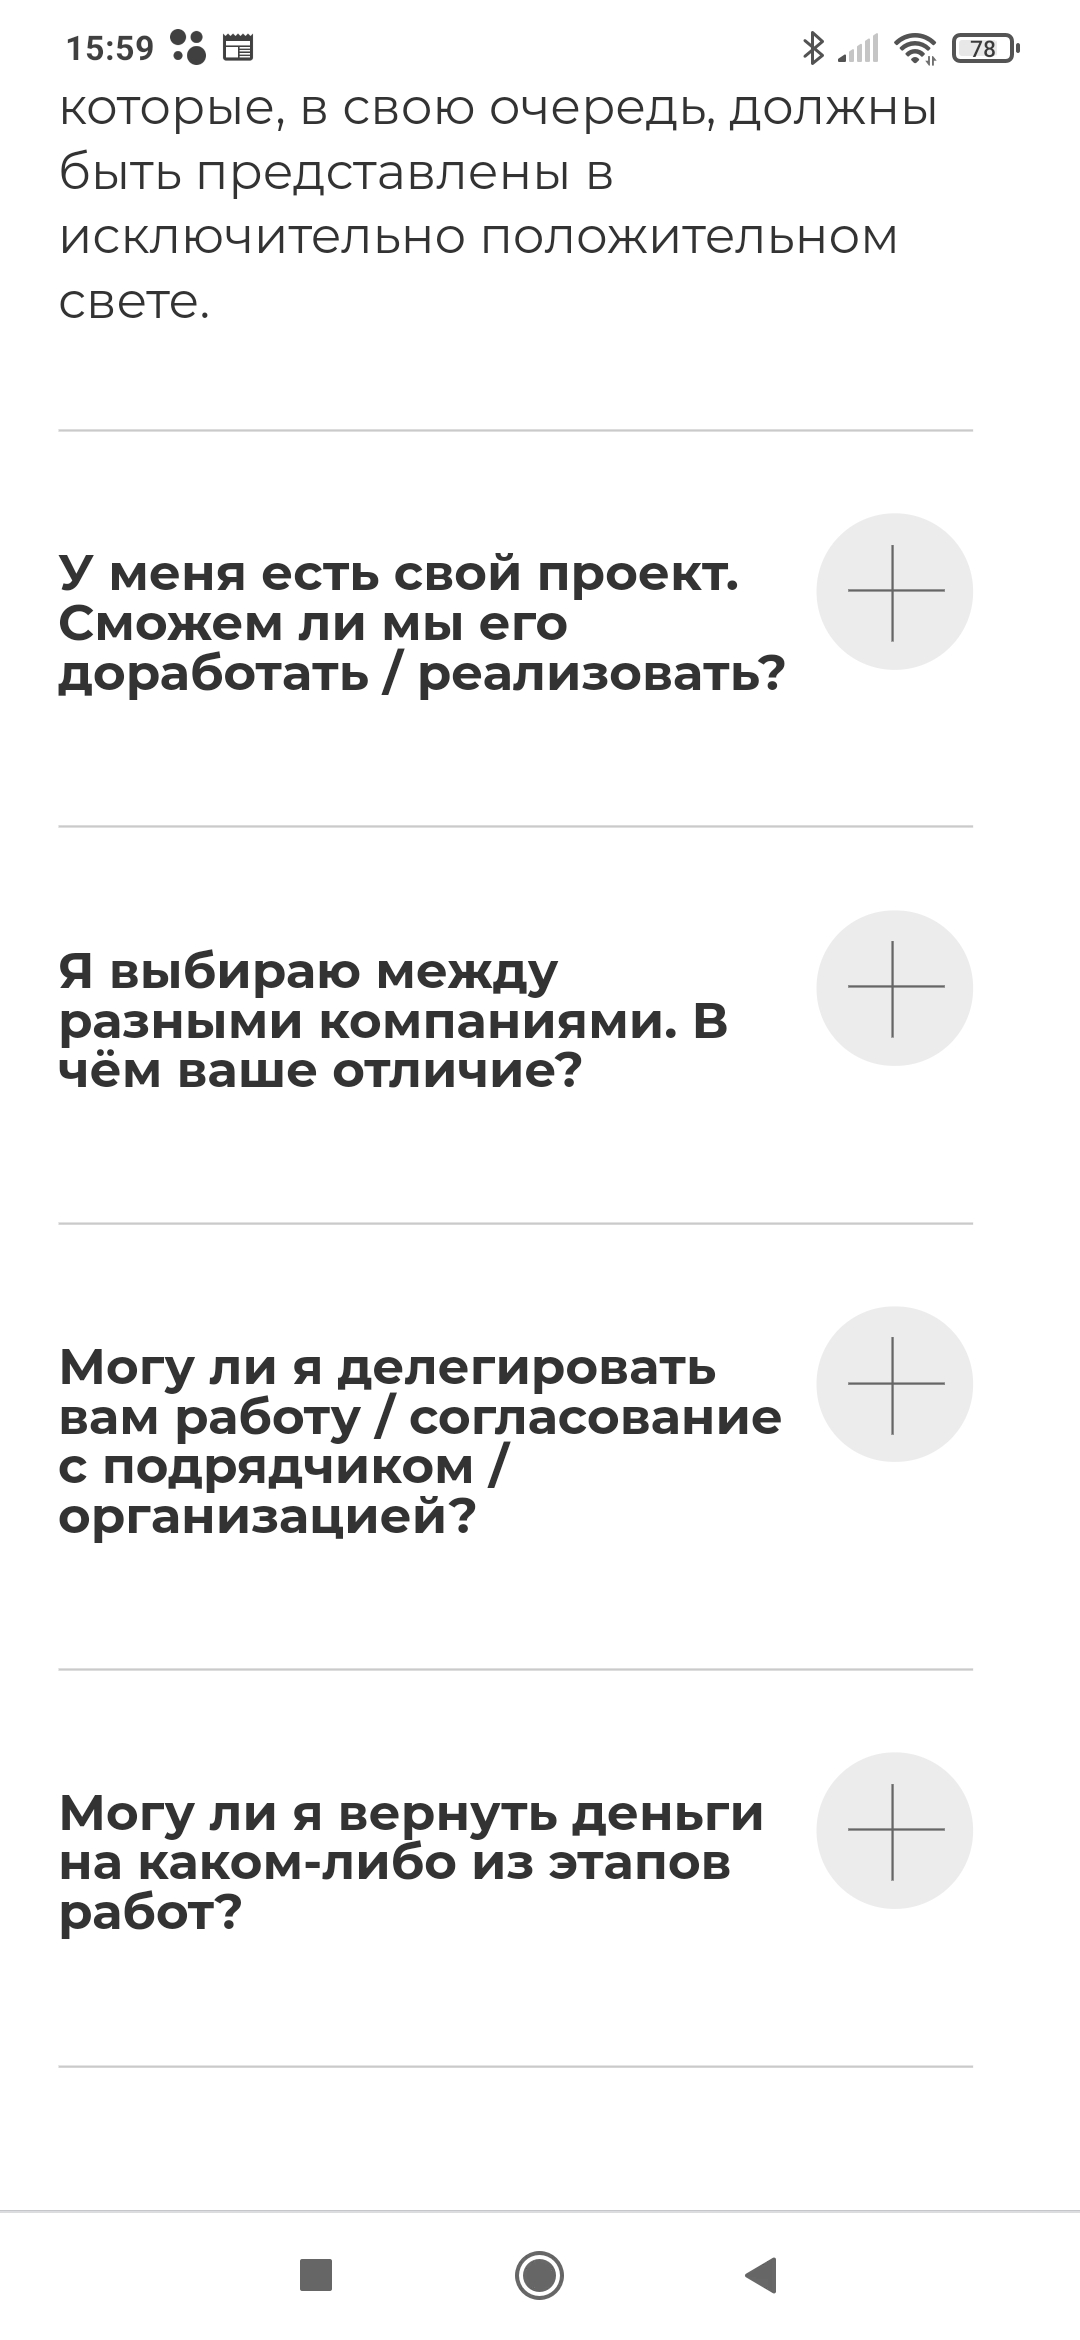 15:59
78
которые, в свою очередь, должны
быть представлены в
исключительно положительном
свете.
У меня есть свой проект.
Сможем ли мы его
доработать / реализовать?
Я выбираю между
разными компаниями. В
чём ваше отличие?
Могу ли я делегировать
вам работу / согласование
с подрядчиком /
организацией?
Могу ли я вернуть деньги
на каком-либо из этапов
работ?